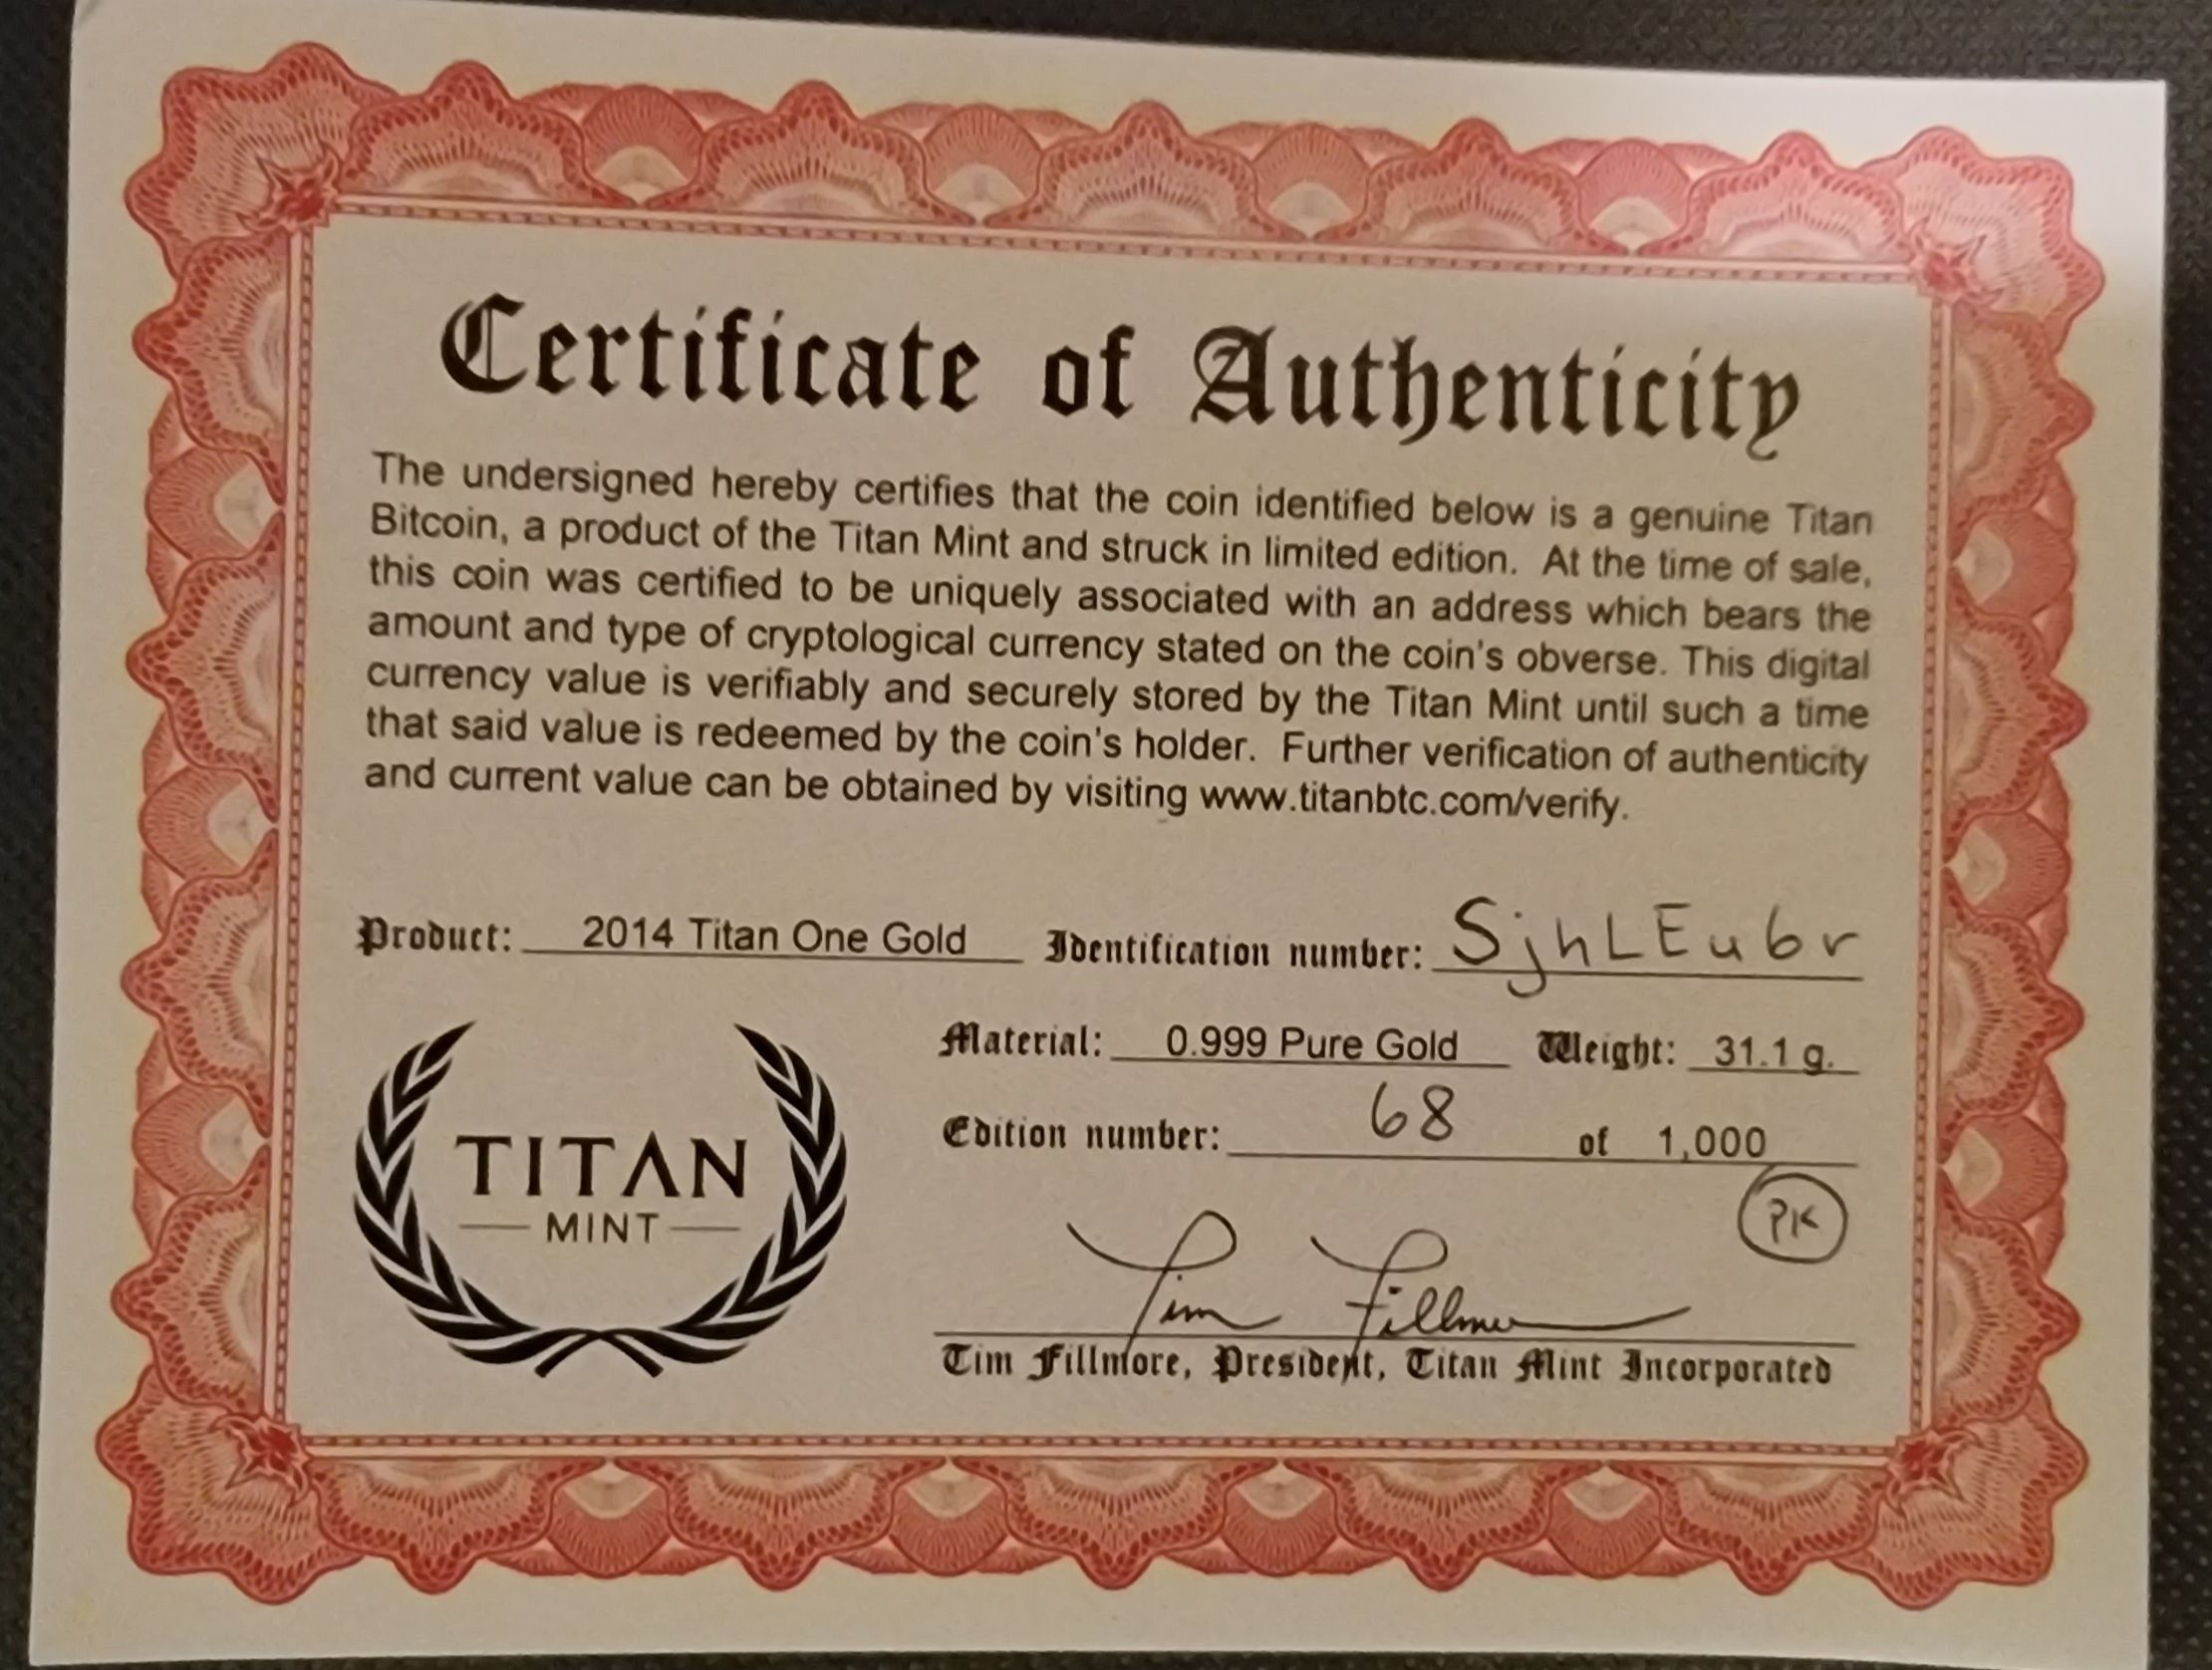 Certificate of Authenticity
The undersigned hereby certifies that the coin identified below is a genuine Titan
Bitcoin, a product of the Titan Mint and struck in limited edition. At the time of sale,
this coin was certified to be uniquely associated with an address which bears the
amount and type of cryptological currency stated on the coin's obverse. This digital
currency value is verifiably and securely stored by the Titan Mint until such a time
that said value is redeemed by the coin's holder. Further verification of authenticity
and current value can be obtained by visiting www.titanbtc.com/verify.
Product: 2014 Titan One Gold Identification number: SjhLEu6r
Material: 0.999 Pure Gold Weight: 31.1 g.
Edition number: 68 of 1,000
TITAN
MINT
PK
Tim Fillmore
Tim Fillmore, President, Titan Mint Incorporated